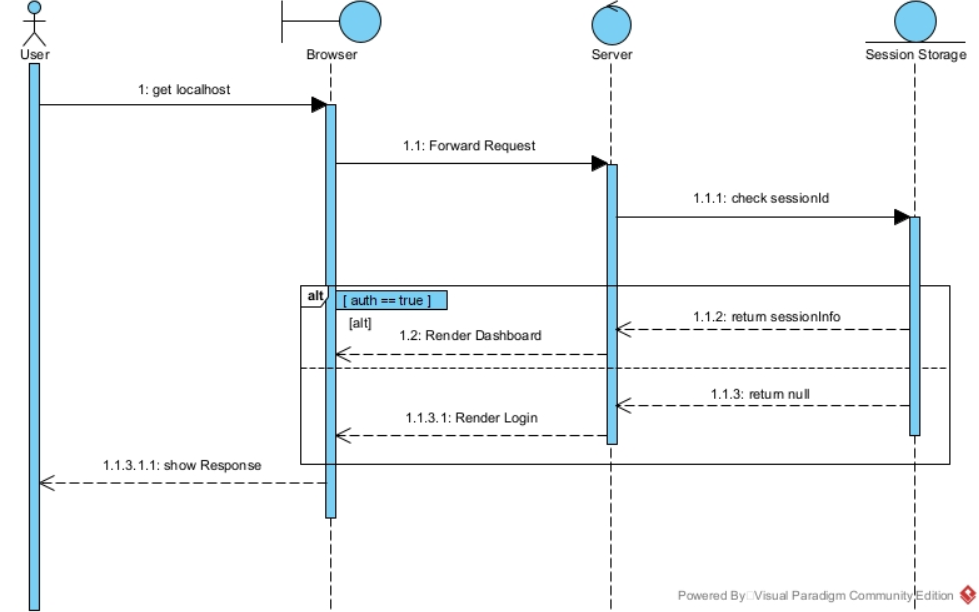 User
Browser
Server
Session Storage
1: get localhost
1.1: Forward Request
1.1.1: check sessionId
alt
[ auth == true ]
[alt]
1.1.2: return sessionInfo
1.2: Render Dashboard
1.1.3: return null
1.1.3.1: Render Login
1.1.3.1.1: show Response
Powered By Visual Paradigm Community Edition